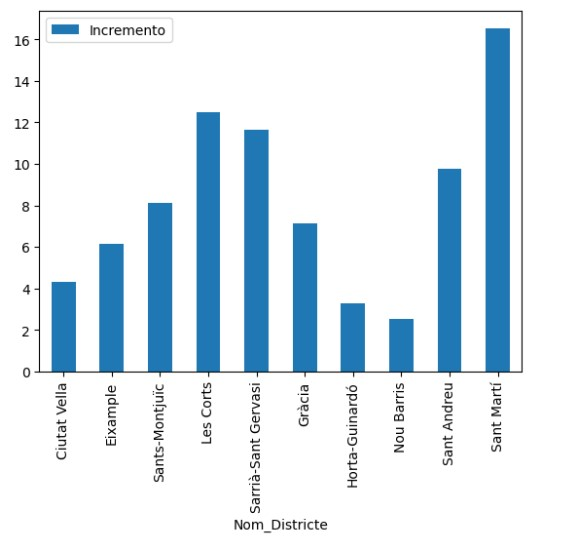 Incremento
16
14
12
10
8
6
4
2
0
Ciutat Vella
Eixample
Sants-Montjuïc
Les Corts
Sarrià-Sant Gervasi
Gràcia
Horta-Guinardó
Nou Barris
Sant Andreu
Sant Martí
Nom_Districte